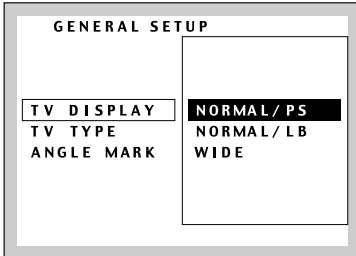 GENERAL SETUP
TV DISPLAY
TV TYPE
ANGLE MARK
NORMAL/PS
NORMAL/LB
WIDE